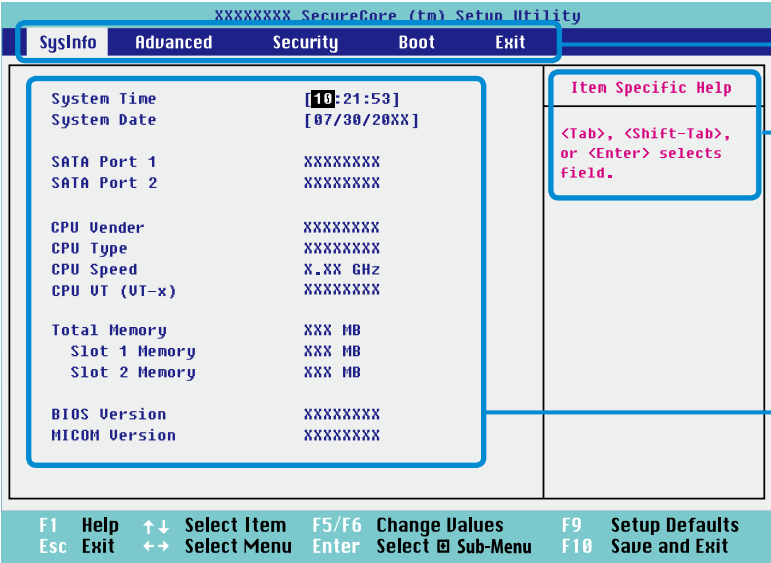 XXXXXXXX SecureCore (tm) Setup Utility
SysInfo Advanced Security Boot Exit
System Time [10:21:53]
System Date [07/30/20XX]
SATA Port 1 XXXXXXXX
SATA Port 2 XXXXXXXX
CPU Vender XXXXXXXX
CPU Type XXXXXXXX
CPU Speed X.XX GHz
CPU VT (VT-x) XXXXXXXX
Total Memory XXX MB
Slot 1 Memory XXX MB
Slot 2 Memory XXX MB
BIOS Version XXXXXXXX
MICOM Version XXXXXXXX
Item Specific Help
<Tab>, <Shift-Tab>,
or <Enter> selects
field.
F1 Help ↑↓ Select Item F5/F6 Change Values F9 Setup Defaults
Esc Exit ←→ Select Menu Enter Select Sub-Menu F10 Save and Exit